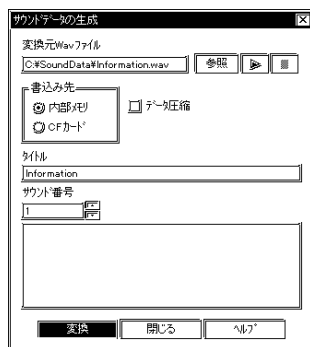 サウンドデータの生成
変換元Wavファイル
C:¥SoundData¥Information.wav 参照
書込み先
内部メモリ
データ圧縮
CFカード
タイトル
Information
サウンド番号
1
変換 閉じる ヘルプ